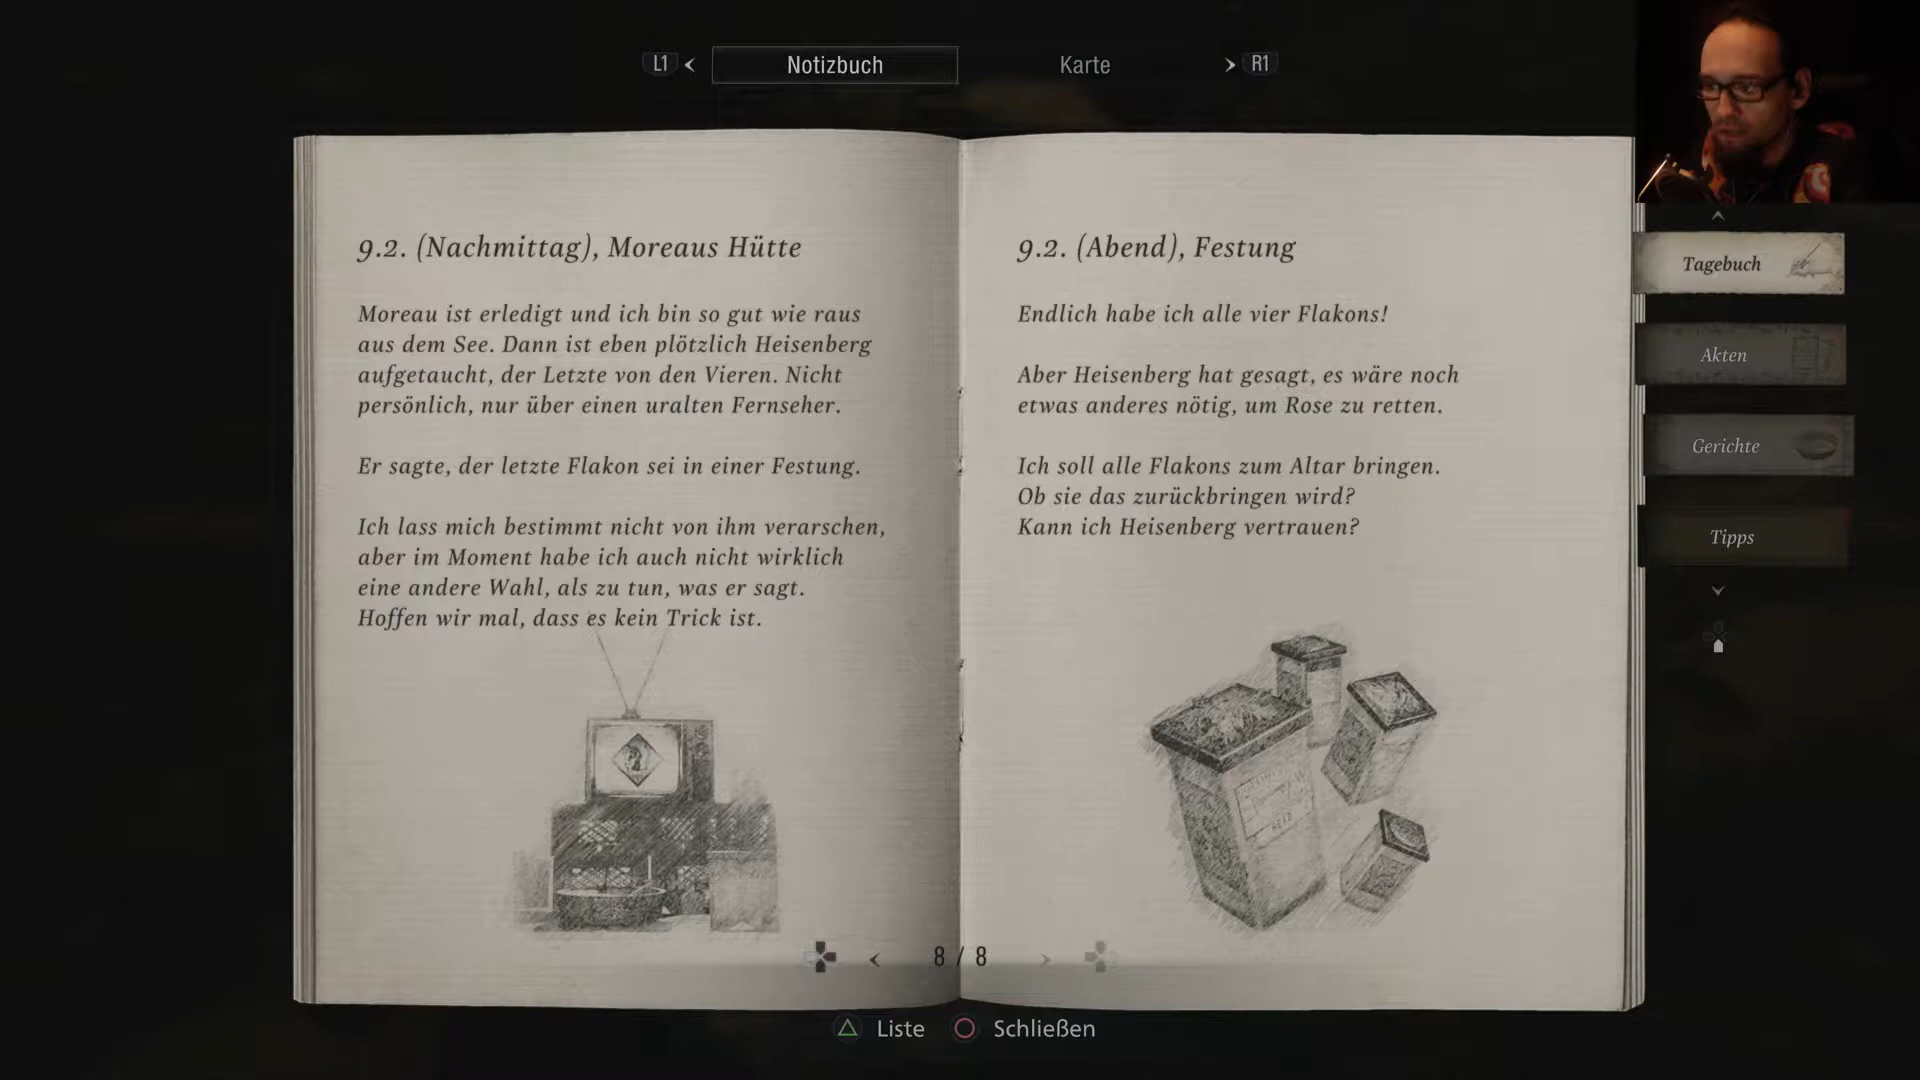 L1
Notizbuch
Karte
R1
9.2. (Nachmittag), Moreaus Hütte
Moreau ist erledigt und ich bin so gut wie raus
aus dem See. Dann ist eben plötzlich Heisenberg
aufgetaucht, der Letzte von den Vieren. Nicht
persönlich, nur über einen uralten Fernseher.
Er sagte, der letzte Flakon sei in einer Festung.
Ich lass mich bestimmt nicht von ihm verarschen,
aber im Moment habe ich auch nicht wirklich
eine andere Wahl, als zu tun, was er sagt.
Hoffen wir mal, dass es kein Trick ist.
9.2. (Abend), Festung
Endlich habe ich alle vier Flakons!
Aber Heisenberg hat gesagt, es wäre noch
etwas anderes nötig, um Rose zu retten.
Ich soll alle Flakons zum Altar bringen.
Ob sie das zurückbringen wird?
Kann ich Heisenberg vertrauen?
HEAD
Tagebuch
Akten
Gerichte
Tipps
8 / 8
Liste
Schließen